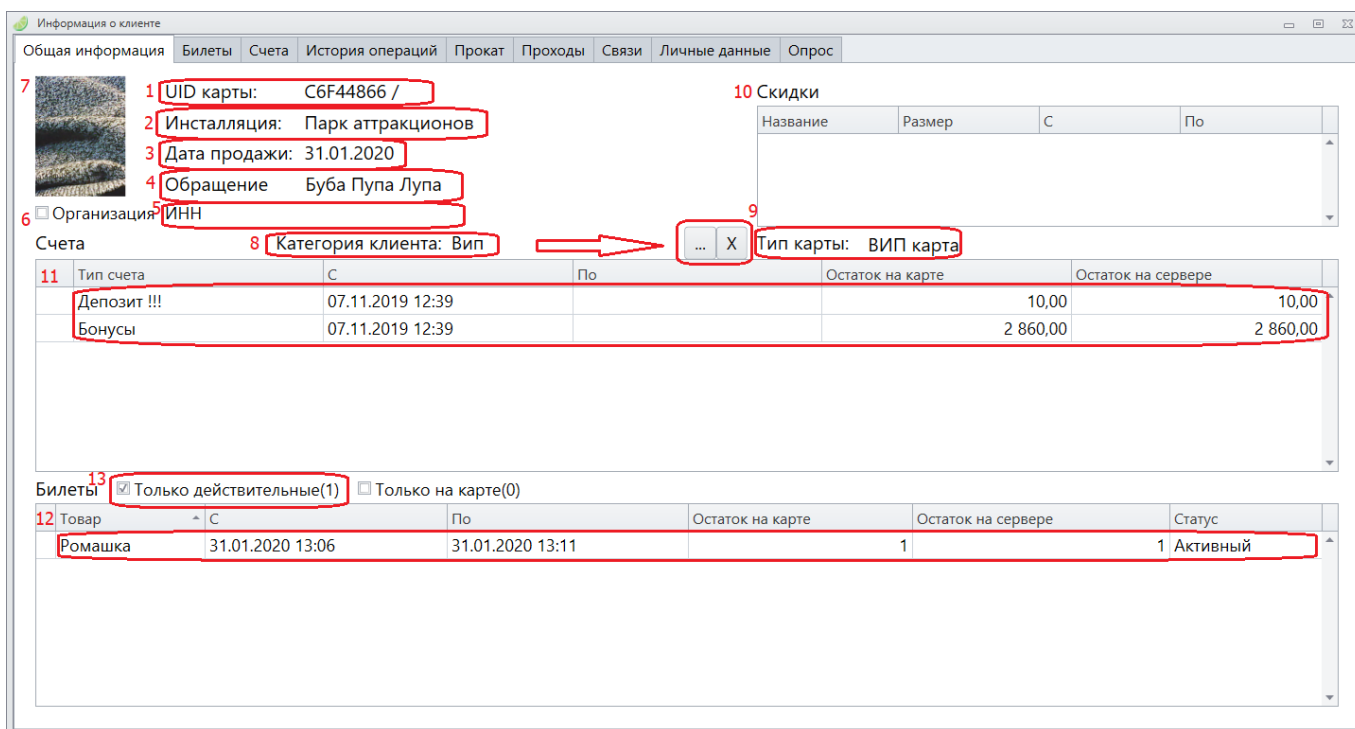 Информация о клиенте
Общая информация Билеты Счета История операций Прокат Проходы Связи Личные данные Опрос
7 1 UID карты: C6F44866 / 10 Скидки
2 Инсталляция: Парк аттракционов Название Размер С По
3 Дата продажи: 31.01.2020
4 Обращение Буба Пупа Лупа
6 Организация 5 ИНН 9
Счета 8 Категория клиента: Вип ... X Тип карты: ВИП карта
11 Тип счета С По Остаток на карте Остаток на сервере
Депозит !!! 07.11.2019 12:39 10,00 10,00
Бонусы 07.11.2019 12:39 2 860,00 2 860,00
Билеты 13 Только действительные(1) Только на карте(0)
12 Товар С По Остаток на карте Остаток на сервере Статус
Ромашка 31.01.2020 13:06 31.01.2020 13:11 1 1 Активный